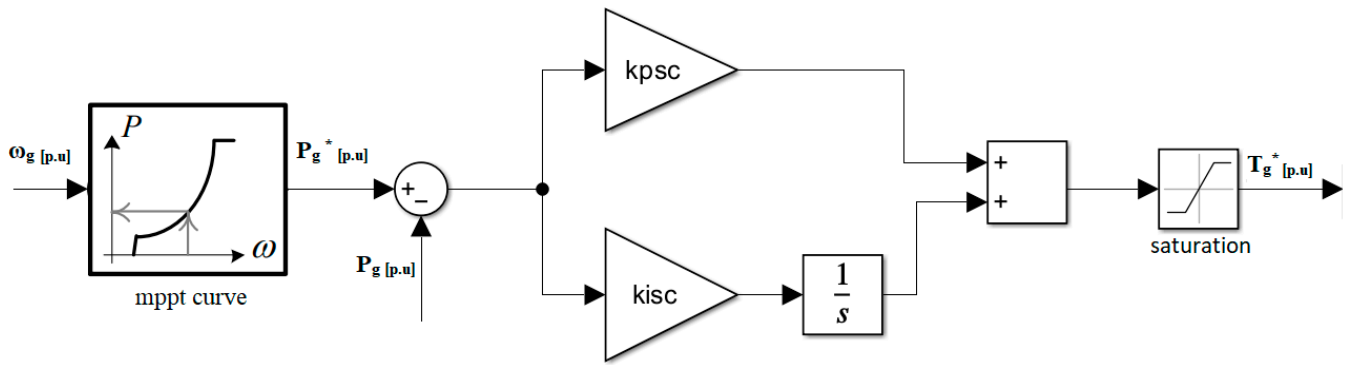 ωg [p.u]
P
ω
mppt curve
Pg* [p.u]
+
−
Pg [p.u]
kpsc
kisc
1
s
+
+
saturation
Tg* [p.u]